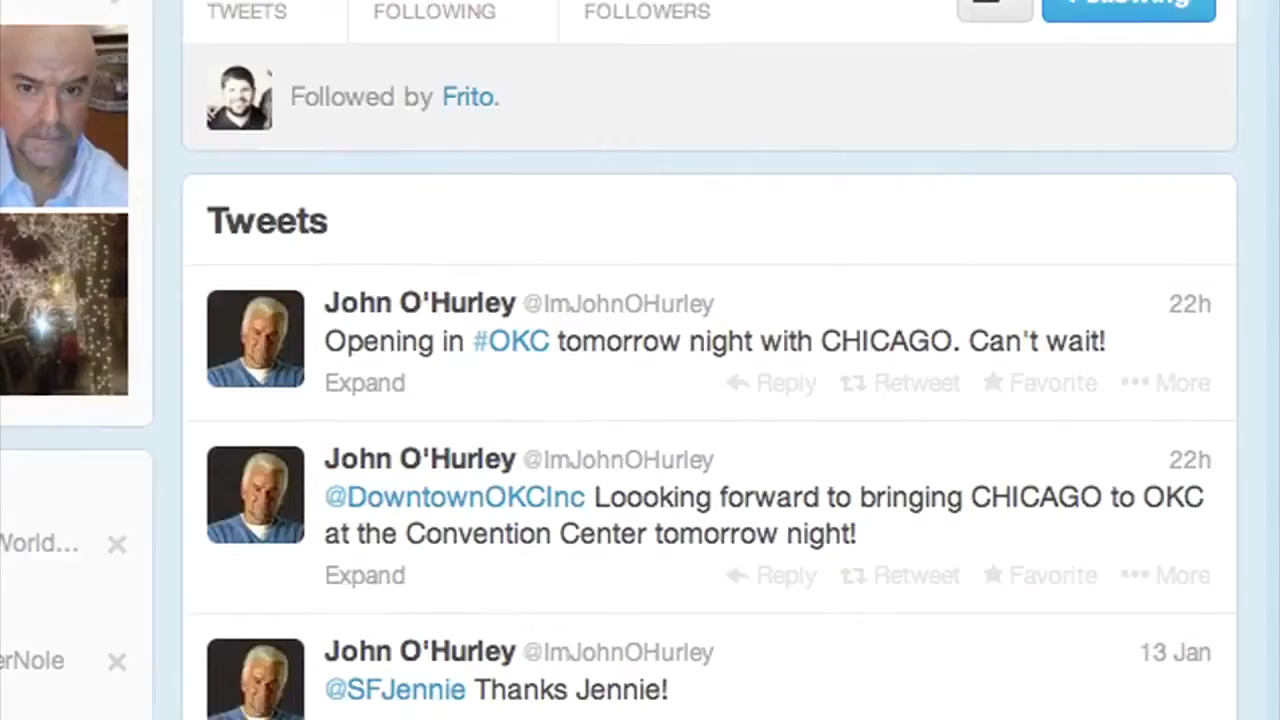 TWEETS
FOLLOWING
FOLLOWERS
Following
Followed by Frito.
Tweets
John O'Hurley @ImJohnOHurley 22h
Opening in #OKC tomorrow night with CHICAGO. Can't wait!
Expand Reply Retweet Favorite More
John O'Hurley @ImJohnOHurley 22h
@DowntownOKCInc Loooking forward to bringing CHICAGO to OKC
at the Convention Center tomorrow night!
Expand Reply Retweet Favorite More
World...
erNole
John O'Hurley @ImJohnOHurley 13 Jan
@SFJennie Thanks Jennie!